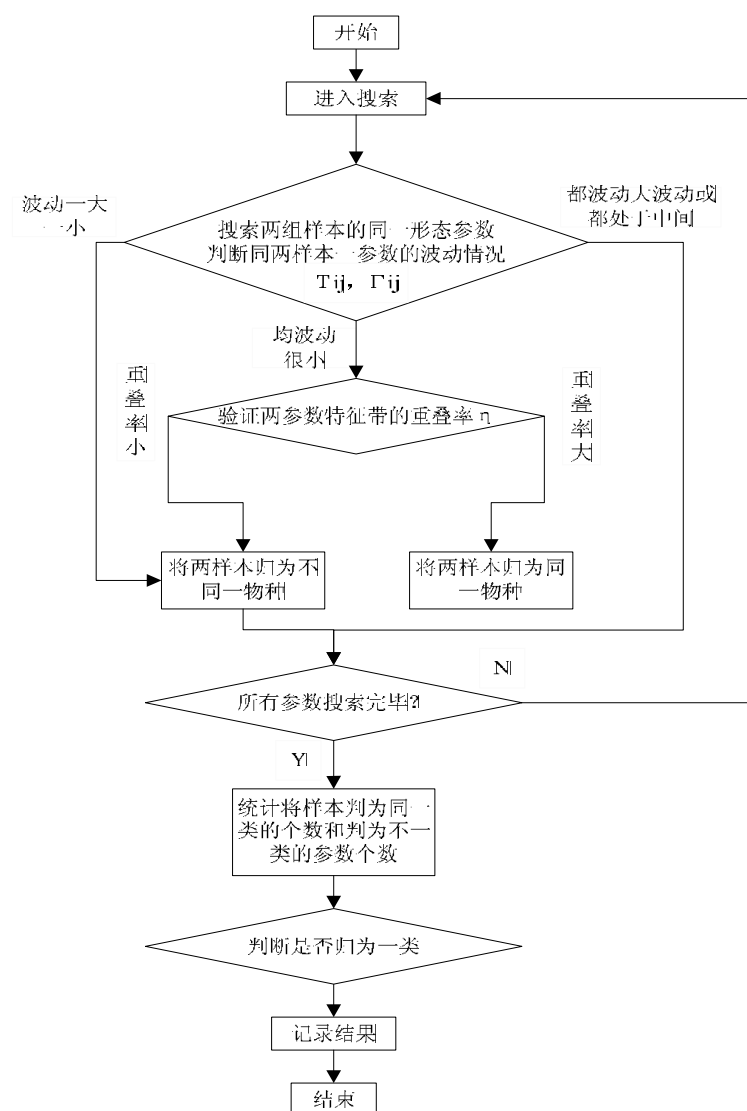 开始
进入搜索
波动一大
一小
都波动大波动或
都处于中间
搜索两组样本的同一形态参数
判断同两样本一参数的波动情况
Tij，Γij
均波动
很小
重
叠
率
小
重
叠
率
大
验证两参数特征带的重叠率 η
将两样本归为不
同一物种
将两样本归为同
一物种
N
所有参数搜索完毕?
Y
统计将样本判为同一
类的个数和判为不一
类的参数个数
判断是否归为一类
记录结果
结束